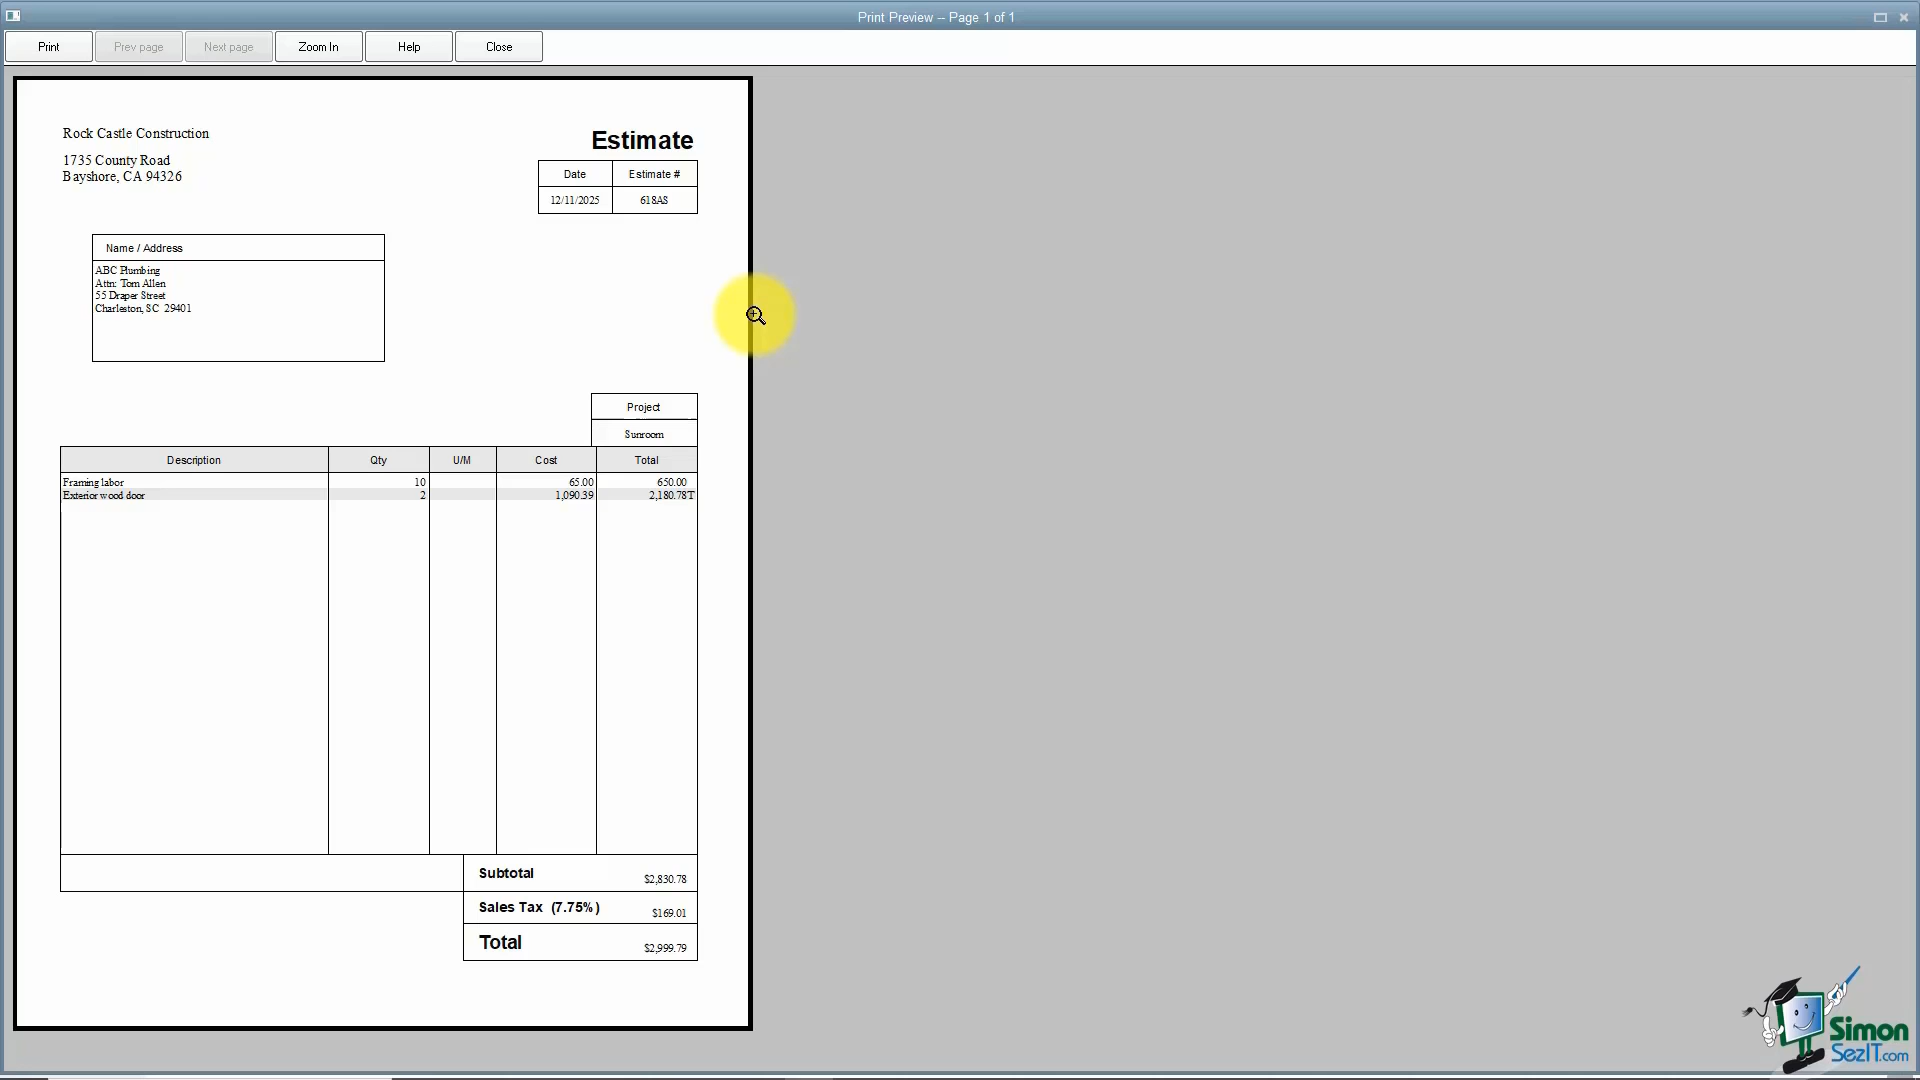 Print Preview -- Page 1 of 1
Print Prev page Next page Zoom In Help Close
Rock Castle Construction
1735 County Road
Bayshore, CA 94326
Estimate
Date Estimate #
12/11/2025 618AS
Name / Address
ABC Plumbing
Attn: Tom Allen
55 Draper Street
Charleston, SC 29401
Project
Sunroom
Description Qty U/M Cost Total
Framing labor 10 65.00 650.00
Exterior wood door 2 1,090.39 2,180.78T
Subtotal $2,830.78
Sales Tax (7.75%) $169.01
Total $2,999.79
Simon
SezIT.com